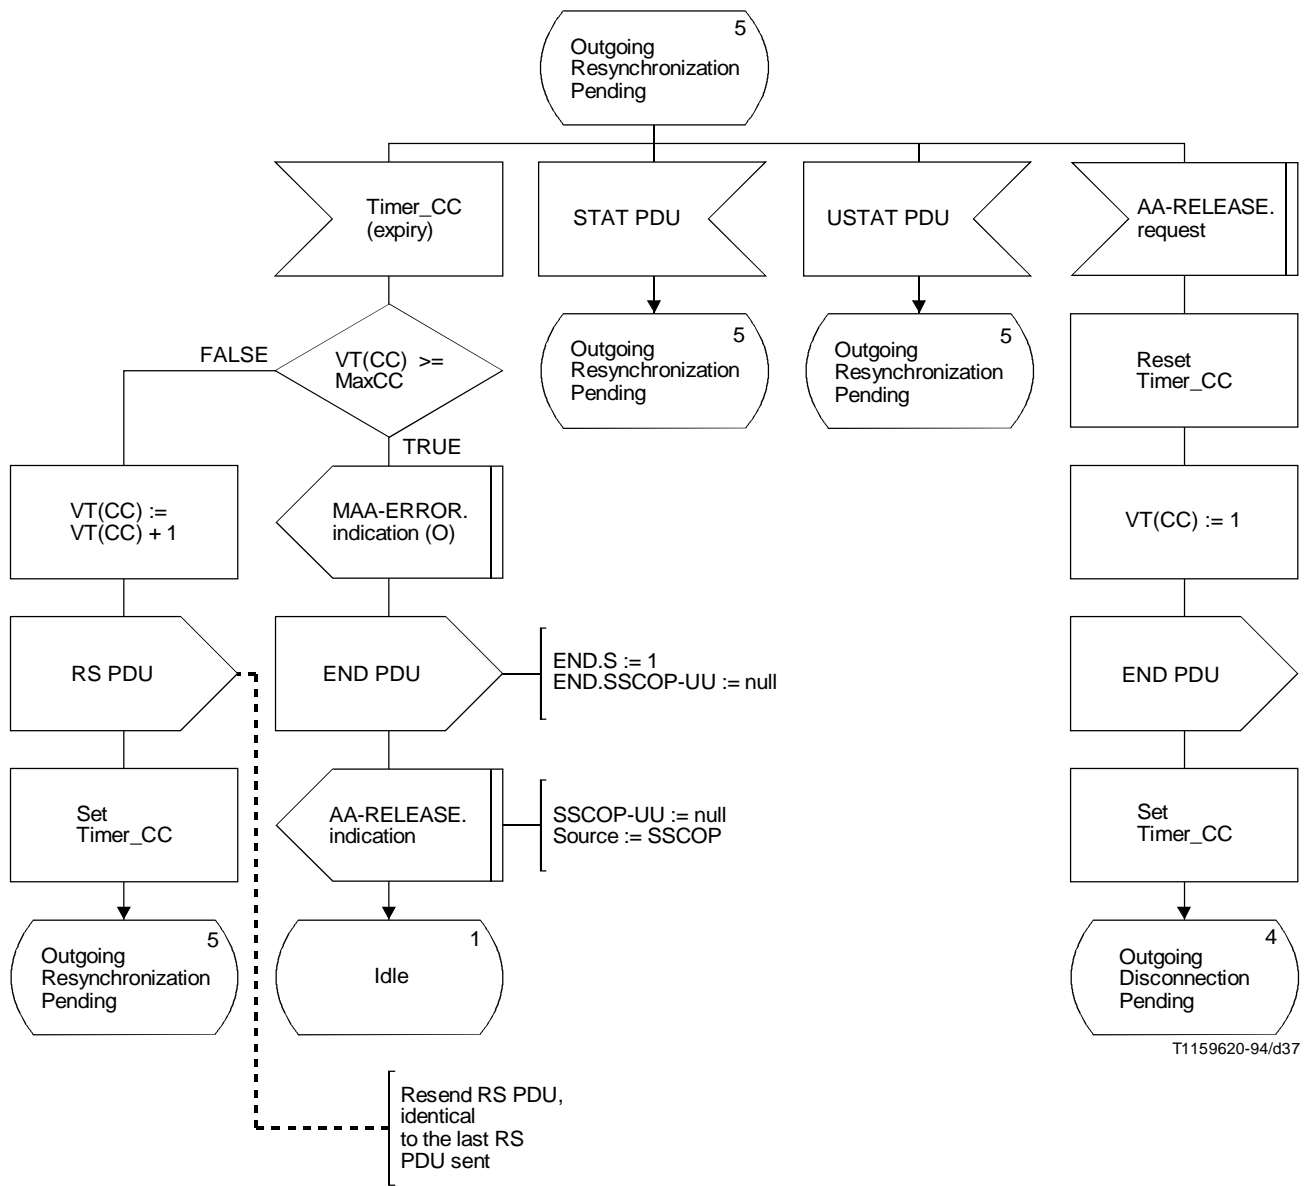 5
Outgoing
Resynchronization
Pending
Timer_CC
(expiry)
STAT PDU
USTAT PDU
AA-RELEASE.
request
FALSE
VT(CC) >=
MaxCC
TRUE
5
Outgoing
Resynchronization
Pending
5
Outgoing
Resynchronization
Pending
Reset
Timer_CC
VT(CC) :=
VT(CC) + 1
MAA-ERROR.
indication (O)
VT(CC) := 1
RS PDU
END PDU
END.S := 1
END.SSCOP-UU := null
END PDU
Set
Timer_CC
AA-RELEASE.
indication
SSCOP-UU := null
Source := SSCOP
Set
Timer_CC
5
Outgoing
Resynchronization
Pending
1
Idle
4
Outgoing
Disconnection
Pending
T1159620-94/d37
Resend RS PDU,
identical
to the last RS
PDU sent